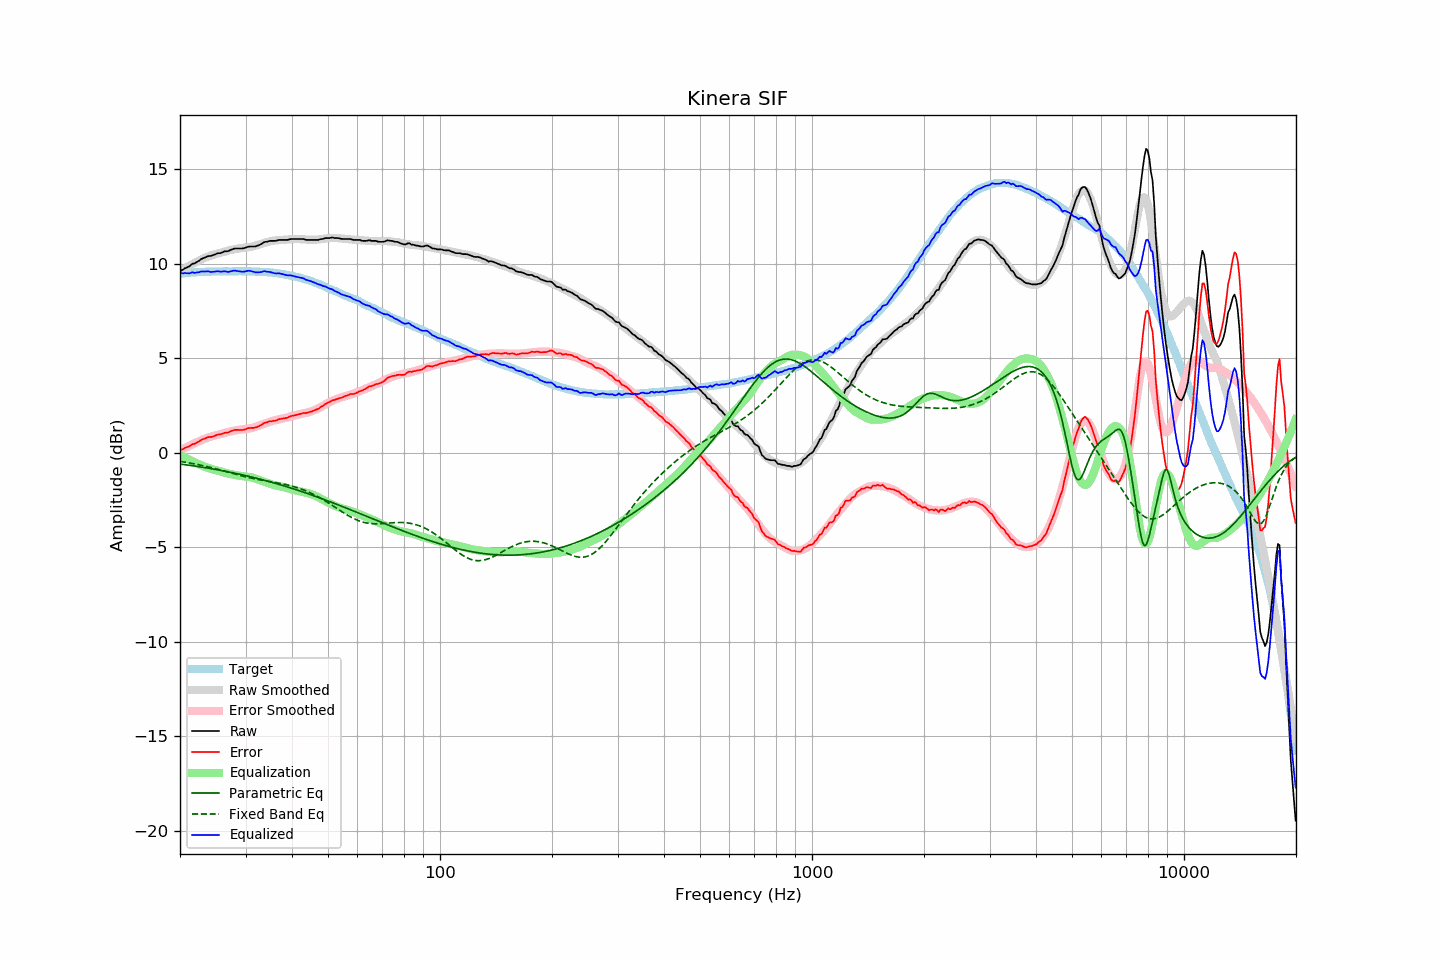 Kinera SIF
15
10
5
0
−5
−10
−15
−20
Amplitude (dBr)
Target
Raw Smoothed
Error Smoothed
Raw
Error
Equalization
Parametric Eq
Fixed Band Eq
Equalized
100
1000
10000
Frequency (Hz)